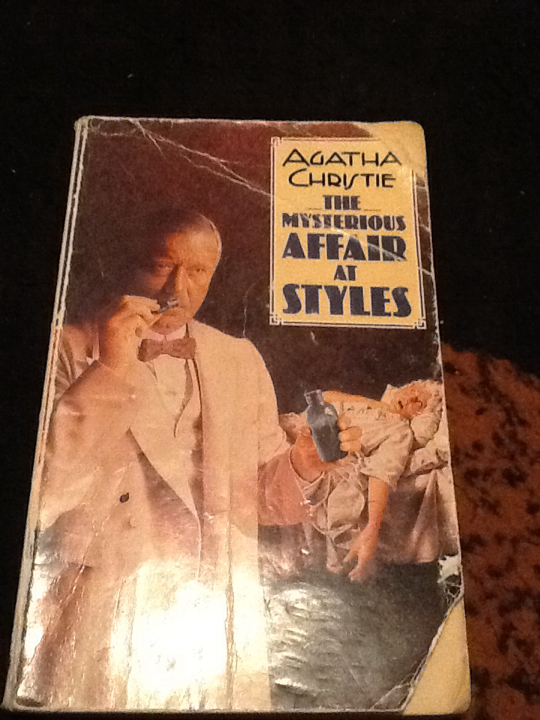 AGATHA
CHRISTIE
THE
MYSTERIOUS
AFFAIR
AT
STYLES